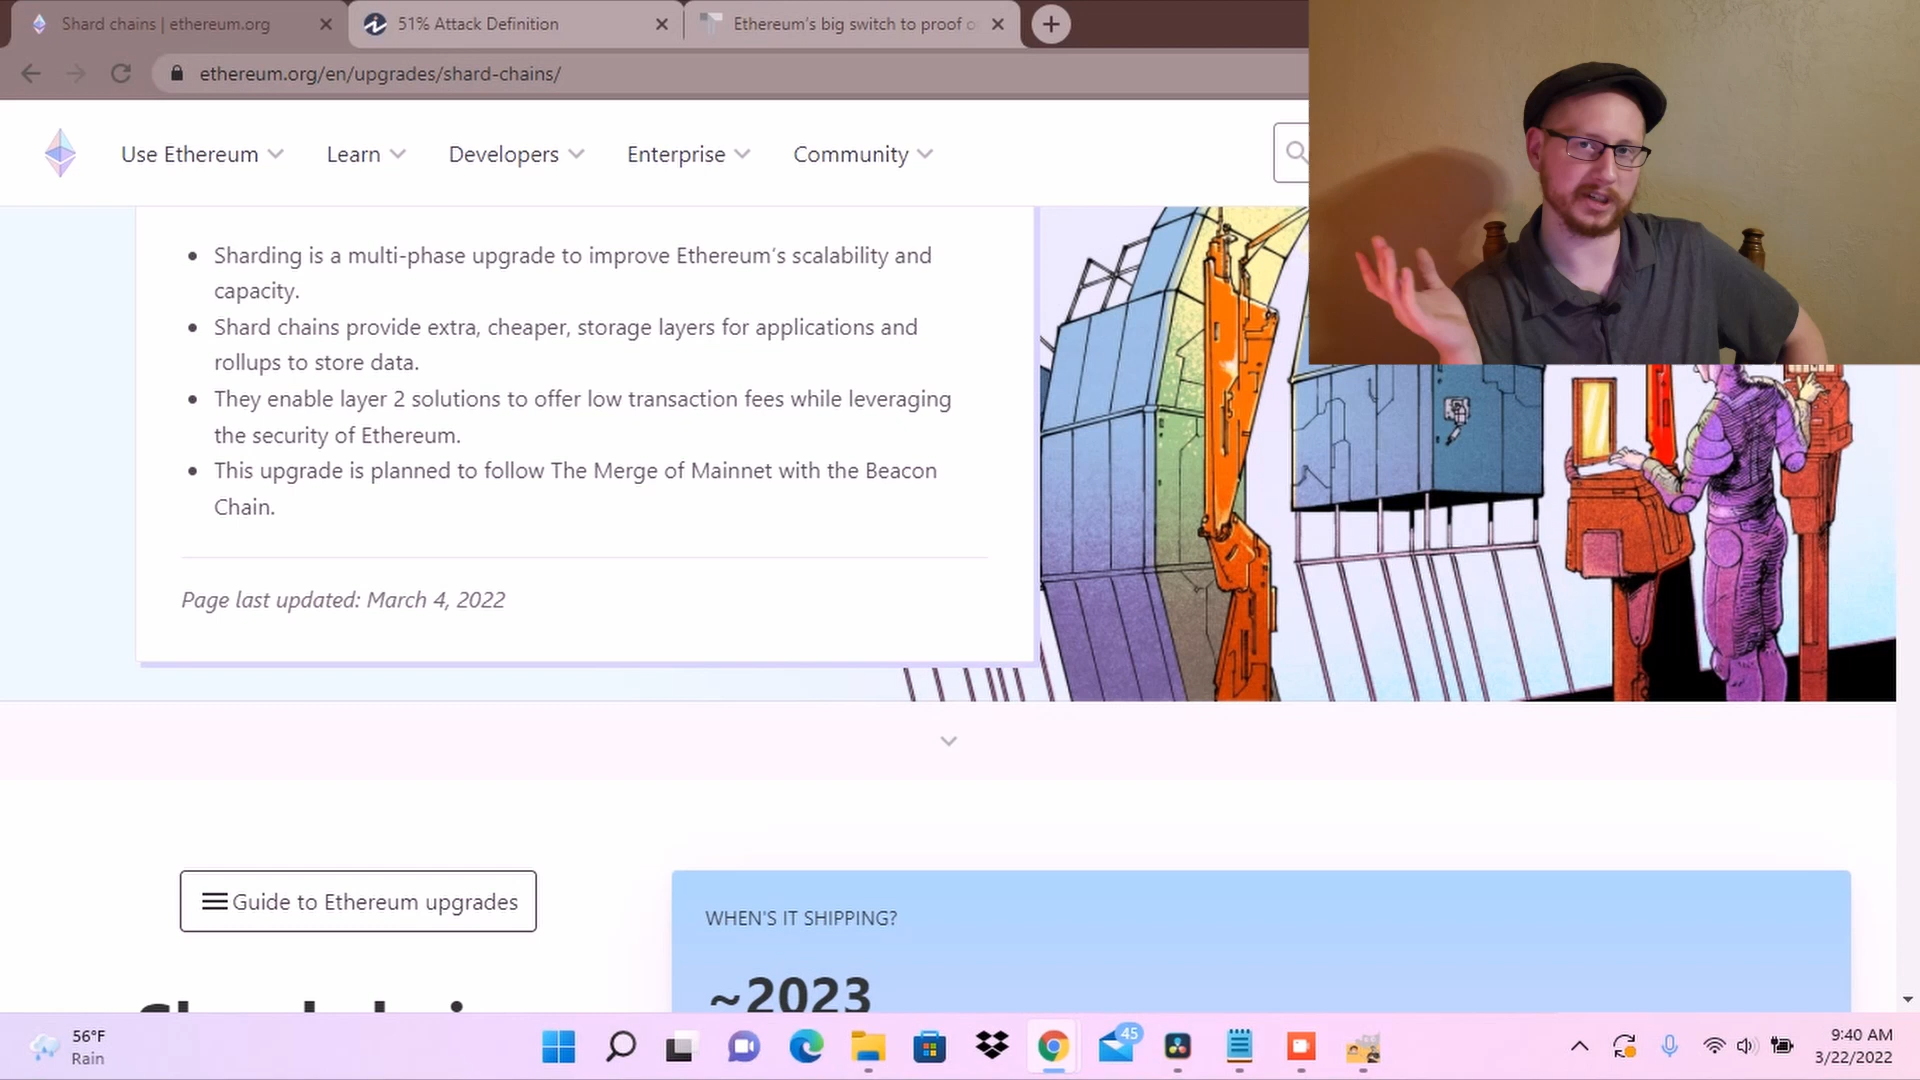 Shard chains | ethereum.org
51% Attack Definition
Ethereum's big switch to proof o
ethereum.org/en/upgrades/shard-chains/
Use Ethereum
Learn
Developers
Enterprise
Community
Sharding is a multi-phase upgrade to improve Ethereum's scalability and
capacity.
Shard chains provide extra, cheaper, storage layers for applications and
rollups to store data.
They enable layer 2 solutions to offer low transaction fees while leveraging
the security of Ethereum.
This upgrade is planned to follow The Merge of Mainnet with the Beacon
Chain.
Page last updated: March 4, 2022
Guide to Ethereum upgrades
WHEN'S IT SHIPPING?
~2023
56°F
Rain
45
9:40 AM
3/22/2022